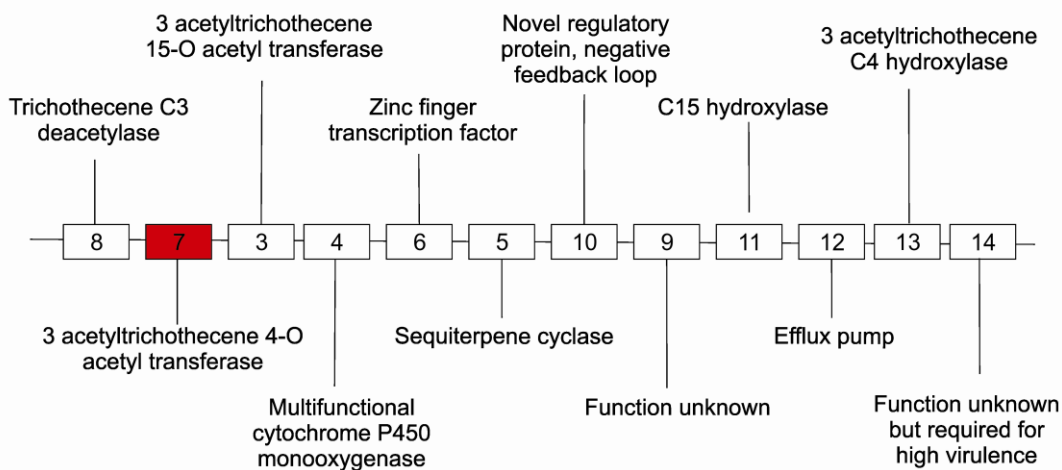 3 acetyltrichothecene
15-O acetyl transferase
Novel regulatory
protein, negative
feedback loop
3 acetyltrichothecene
C4 hydroxylase
Trichothecene C3
deacetylase
Zinc finger
transcription factor
C15 hydroxylase
8
7
3
4
6
5
10
9
11
12
13
14
3 acetyltrichothecene 4-O
acetyl transferase
Sequiterpene cyclase
Efflux pump
Multifunctional
cytochrome P450
monooxygenase
Function unknown
Function unknown
but required for
high virulence